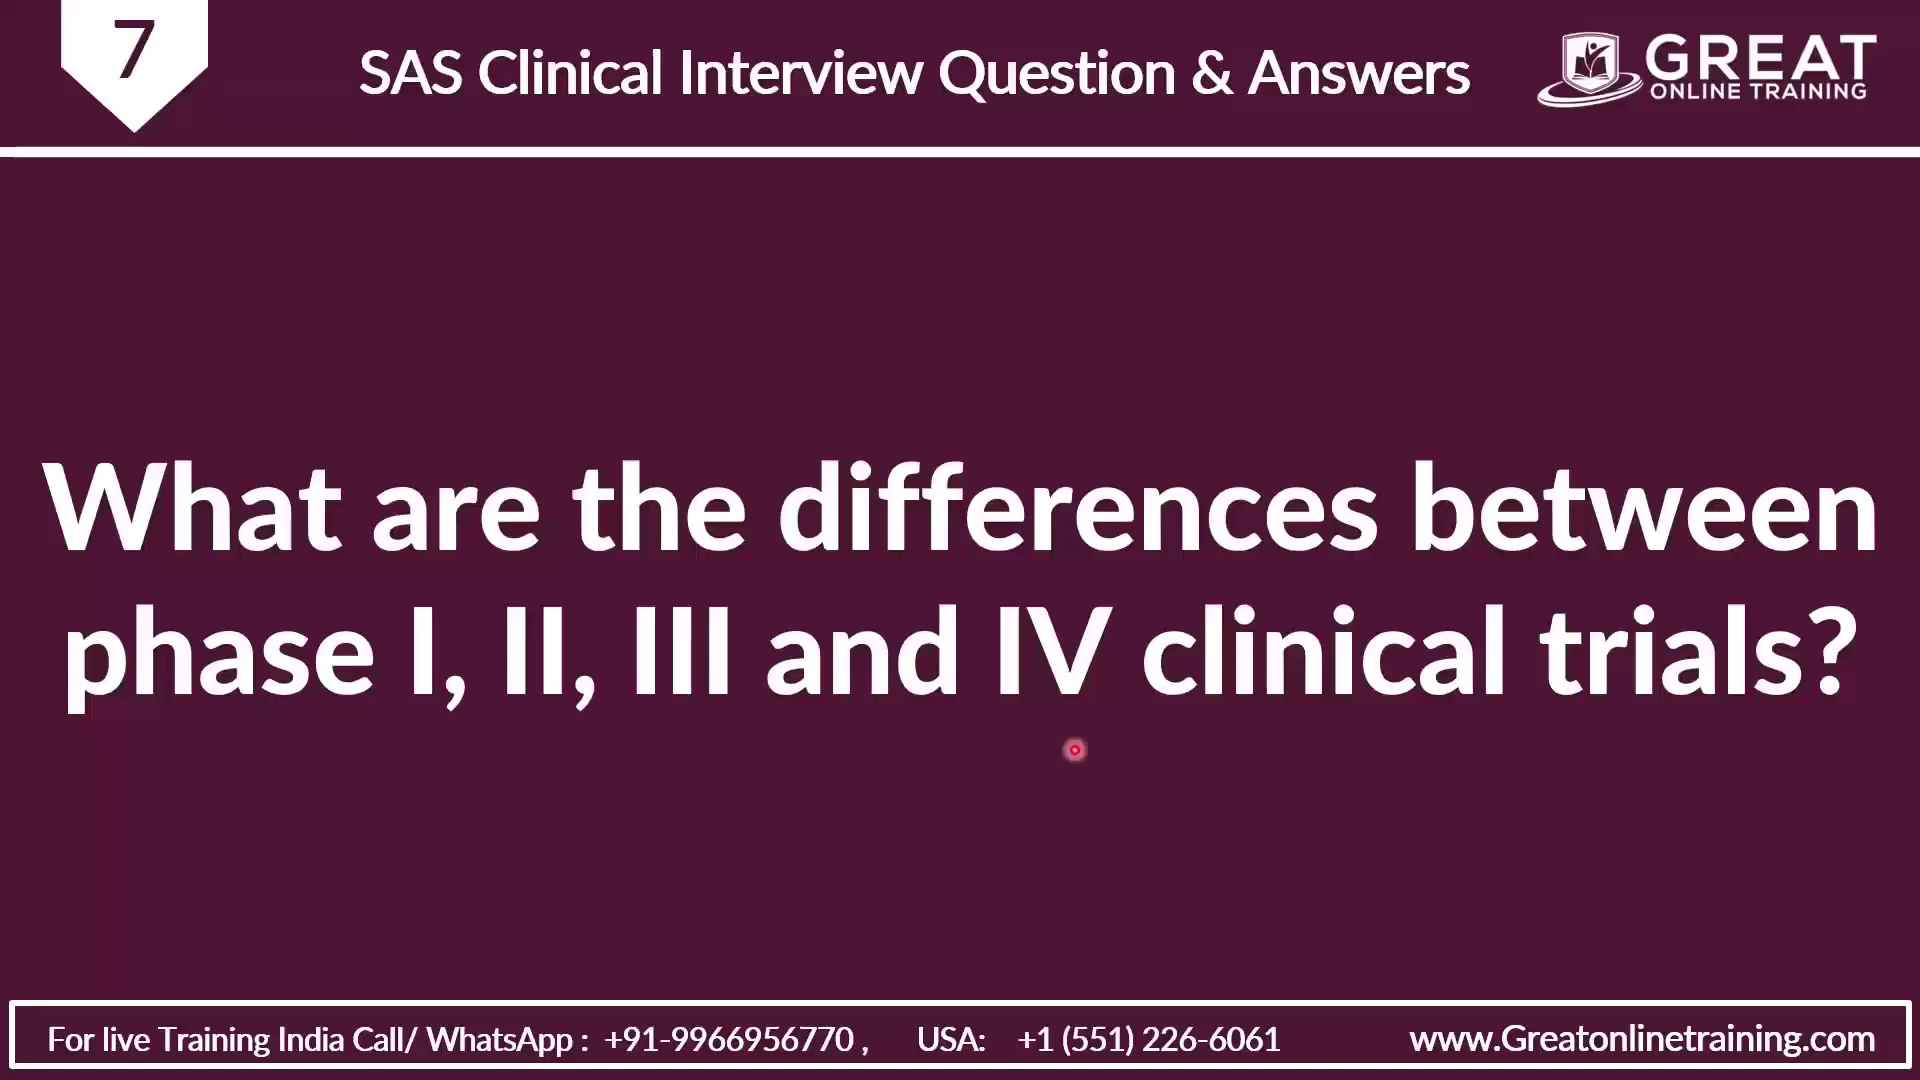 7
SAS Clinical Interview Question & Answers
GREAT
ONLINE TRAINING
What are the differences between
phase I, II, III and IV clinical trials?
For live Training India Call/ WhatsApp : +91-9966956770 , USA: +1 (551) 226-6061 www.Greatonlinetraining.com